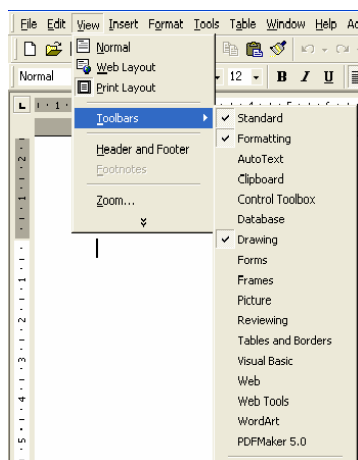 File Edit View Insert Format Tools Table Window Help
Normal
Web Layout
Print Layout
Normal 12 B I U
Toolbars
Standard
Formatting
Header and Footer
AutoText
Footnotes
Clipboard
Control Toolbox
Zoom...
Database
Drawing
Forms
Frames
Picture
Reviewing
Tables and Borders
Visual Basic
Web
Web Tools
WordArt
PDFMaker 5.0